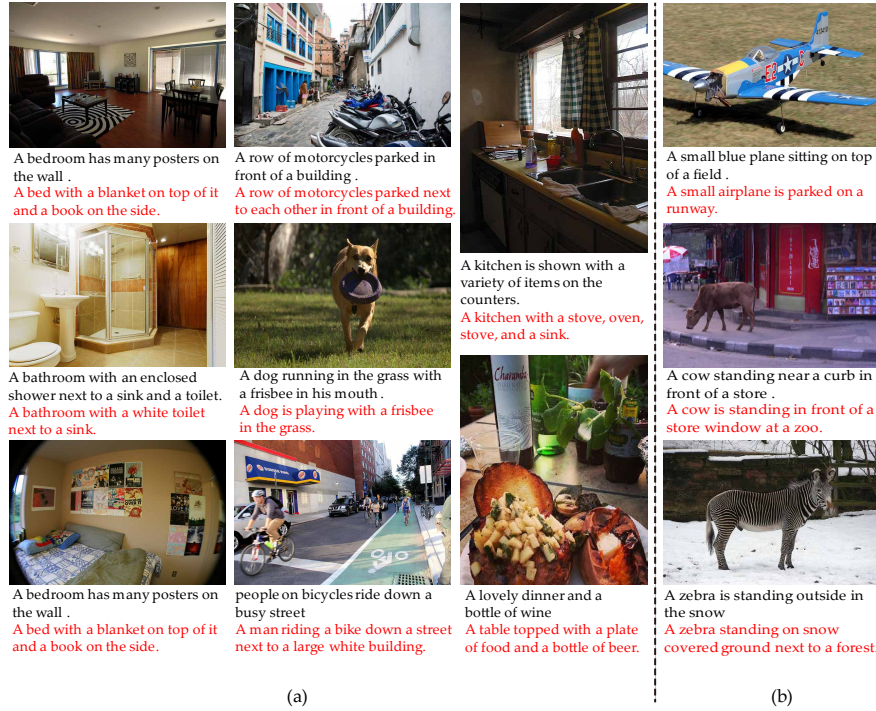 A bedroom has many posters on
the wall .
A bed with a blanket on top of it
and a book on the side.
A row of motorcycles parked in
front of a building .
A row of motorcycles parked next
to each other in front of a building.
A kitchen is shown with a
variety of items on the
counters.
A kitchen with a stove, oven,
stove, and a sink.
A small blue plane sitting on top
of a field .
A small airplane is parked on a
runway.
A bathroom with an enclosed
shower next to a sink and a toilet.
A bathroom with a white toilet
next to a sink.
A dog running in the grass with
a frisbee in his mouth .
A dog is playing with a frisbee
in the grass.
A cow standing near a curb in
front of a store .
A cow is standing in front of a
store window at a zoo.
A bedroom has many posters on
the wall .
A bed with a blanket on top of it
and a book on the side.
people on bicycles ride down a
busy street
A man riding a bike down a street
next to a large white building.
A lovely dinner and a
bottle of wine
A table topped with a plate
of food and a bottle of beer.
A zebra is standing outside in
the snow
A zebra standing on snow
covered ground next to a forest.
(a)
(b)